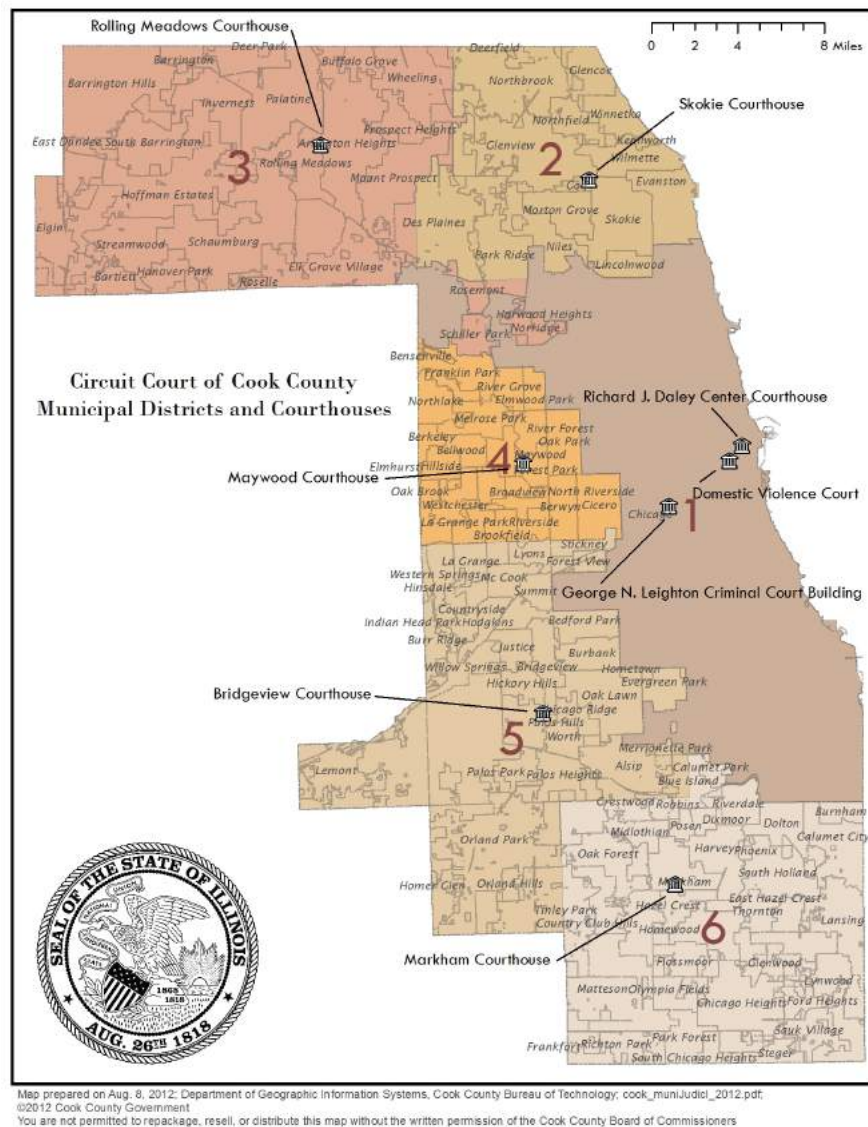 Rolling Meadows Courthouse
0 2 4 8 Miles
Deer Park
Deerfield
Barrington
Buffalo Grove
Glencoe
Barrington Hills
Wheeling
Northbrook
Skokie Courthouse
Inverness
Palatine
Winnetka
Northfield
Prospect Heights
Kenilworth
East Dundee
South Barrington
Arlington Heights
Glenview
2
Wilmette
3
Rolling Meadows
Mount Prospect
Evanston
Hoffman Estates
Morton Grove
Elgin
Des Plaines
Skokie
Streamwood
Schaumburg
Niles
Park Ridge
Bartlett
Hanover Park
Elk Grove Village
Lincolnwood
Roselle
Rosemont
Harwood Heights
Norridge
Schiller Park
Bensenville
Circuit Court of Cook County
Municipal Districts and Courthouses
Franklin Park
River Grove
Richard J. Daley Center Courthouse
Northlake
Elmwood Park
Melrose Park
River Forest
Berkeley
Oak Park
Bellwood
Maywood
4
Elmhurst
Hillside
Forest Park
Maywood Courthouse
Domestic Violence Court
Oak Brook
Broadview
North Riverside
Westchester
Berwyn
Cicero
Chicago
1
La Grange Park
Riverside
Brookfield
Stickney
Lyons
La Grange
Forest View
Western Springs
Mc Cook
Hinsdale
Summit
George N. Leighton Criminal Court Building
Countryside
Indian Head Park
Hodgkins
Bedford Park
Burr Ridge
Justice
Burbank
Willow Springs
Bridgeview
Hometown
Hickory Hills
Evergreen Park
Bridgeview Courthouse
Oak Lawn
Chicago Ridge
Palos Hills
5
Worth
Merrionette Park
Lemont
Palos Park
Palos Heights
Alsip
Calumet Park
Blue Island
Crestwood
Robbins
Riverdale
Burnham
Posen
Dixmoor
Dolton
Midlothian
Calumet City
Orland Park
Oak Forest
Harvey
Phoenix
South Holland
Homer Glen
Orland Hills
Markham
East Hazel Crest
Hazel Crest
Thornton
Tinley Park
Country Club Hills
6
Lansing
Homewood
Markham Courthouse
Flossmoor
Glenwood
Lynwood
Matteson
Olympia Fields
Chicago Heights
Ford Heights
Sauk Village
Frankfort
Richton Park
Park Forest
South Chicago Heights
Steger
SEAL OF THE STATE OF ILLINOIS
STATE
SOVEREIGNTY
NATIONAL
UNION
1868
1818
AUG. 26TH 1818
Map prepared on Aug. 8, 2012; Department of Geographic Information Systems, Cook County Bureau of Technology; cook_muniJudicl_2012.pdf;
©2012 Cook County Government
You are not permitted to repackage, resell, or distribute this map without the written permission of the Cook County Board of Commissioners